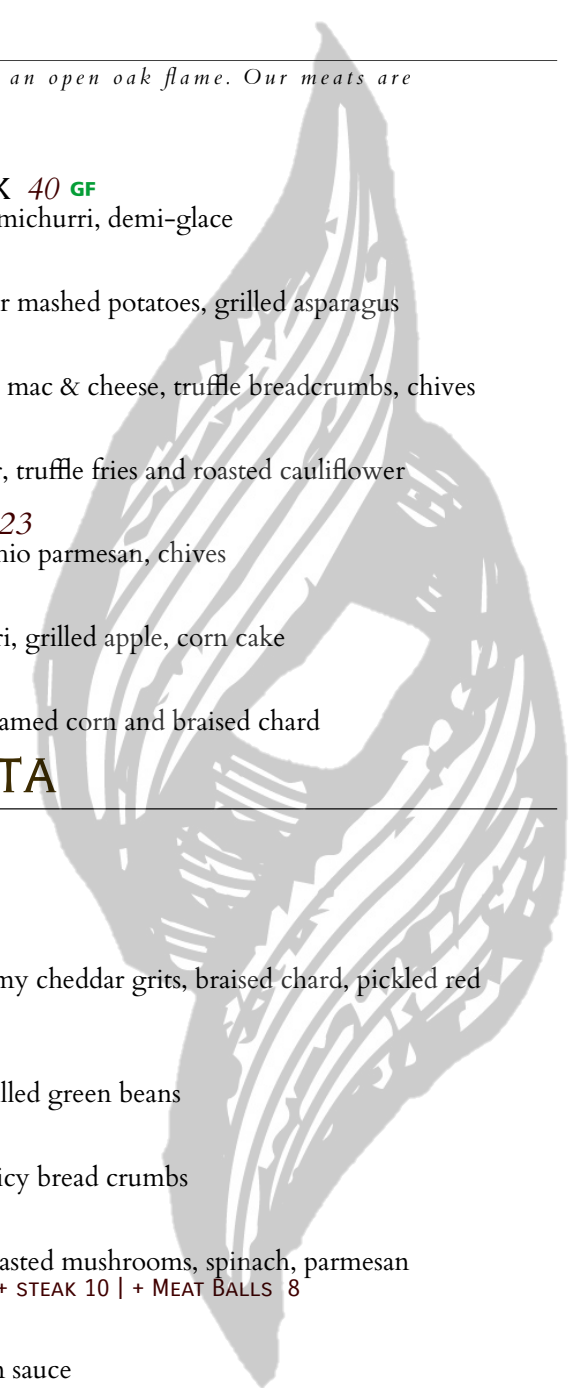 an open oak flame. Our meats are
K 40 GF
michurri, demi-glace
r mashed potatoes, grilled asparagus
mac & cheese, truffle breadcrumbs, chives
, truffle fries and roasted cauliflower
23
nio parmesan, chives
ri, grilled apple, corn cake
amed corn and braised chard
TA
my cheddar grits, braised chard, pickled red
lled green beans
icy bread crumbs
asted mushrooms, spinach, parmesan
+ STEAK 10 | + MEAT BALLS 8
n sauce